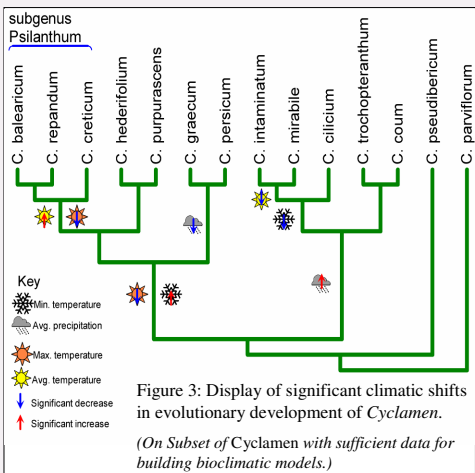 subgenus
Psilanthum
C. balearicum
C. repandum
C. creticum
C. hederifolium
C. purpurascens
C. graecum
C. persicum
C. intaminatum
C. mirabile
C. cilicium
C. trochopteranthum
C. coum
C. pseudibericum
C. parviflorum
Key
Min. temperature
Avg. precipitation
Max. temperature
Avg. temperature
Significant decrease
Significant increase
Figure 3: Display of significant climatic shifts
in evolutionary development of Cyclamen.
(On Subset of Cyclamen with sufficient data for
building bioclimatic models.)